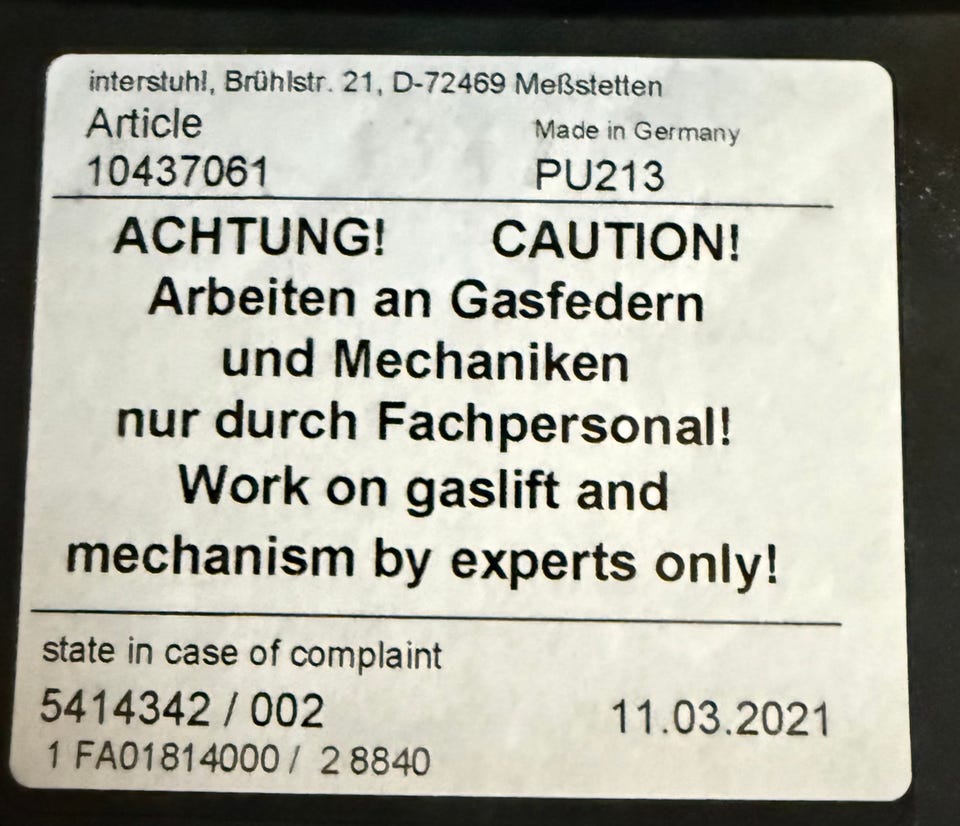 interstuhl, Brühlstr. 21, D-72469 Meßstetten
Article Made in Germany
10437061 PU213
ACHTUNG! CAUTION!
Arbeiten an Gasfedern
und Mechaniken
nur durch Fachpersonal!
Work on gaslift and
mechanism by experts only!
state in case of complaint
5414342 / 002 11.03.2021
1 FA01814000 / 2 8840